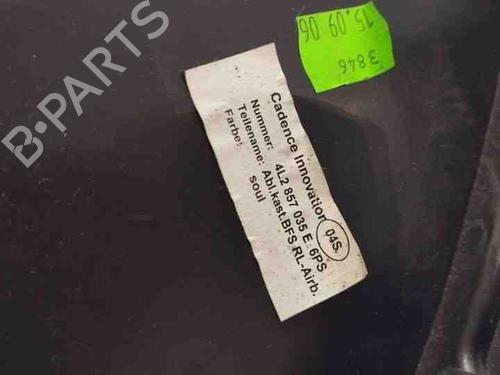 B-PARTS
15.09.06
3846
Cadence Innovation 04S.
Nummer: 4L2 857 035 E 6PS
Teilename: Abl.kast.BFS RL-Airb.
Farbe: soul